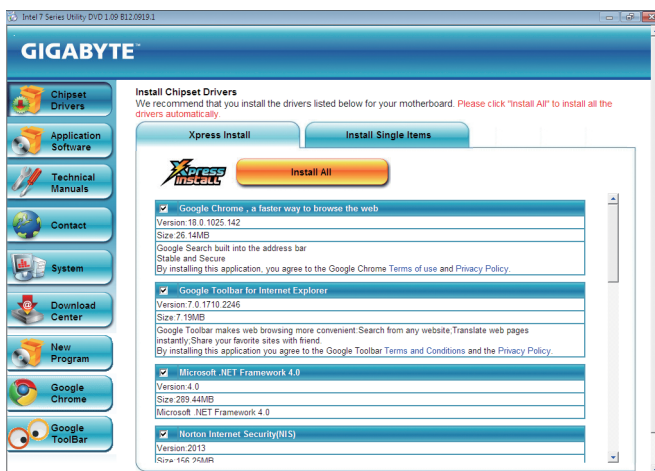 Intel 7 Series Utility DVD 1.09 B12.0919.1
GIGABYTE™
Chipset
Drivers
Application
Software
Technical
Manuals
Contact
System
Download
Center
New
Program
Google
Chrome
Google
ToolBar
Install Chipset Drivers
We recommend that you install the drivers listed below for your motherboard. Please click "Install All" to install all the
drivers automatically.
Xpress Install
Install Single Items
Xpress
Install
Install All
Google Chrome , a faster way to browse the web
Version:18.0.1025.142
Size:26.14MB
Google Search built into the address bar
Stable and Secure
By installing this application, you agree to the Google Chrome Terms of use and Privacy Policy.
Google Toolbar for Internet Explorer
Version:7.0.1710.2246
Size:7.19MB
Google Toolbar makes web browsing more convenient:Search from any website;Translate web pages
instantly;Share your favorite sites with friend.
By installing this application you agree to the Google Toolbar Terms and Conditions and the Privacy Policy.
Microsoft .NET Framework 4.0
Version:4.0
Size:289.44MB
Microsoft .NET Framework 4.0
Norton Internet Security(NIS)
Version:2013
Size:156.25MB